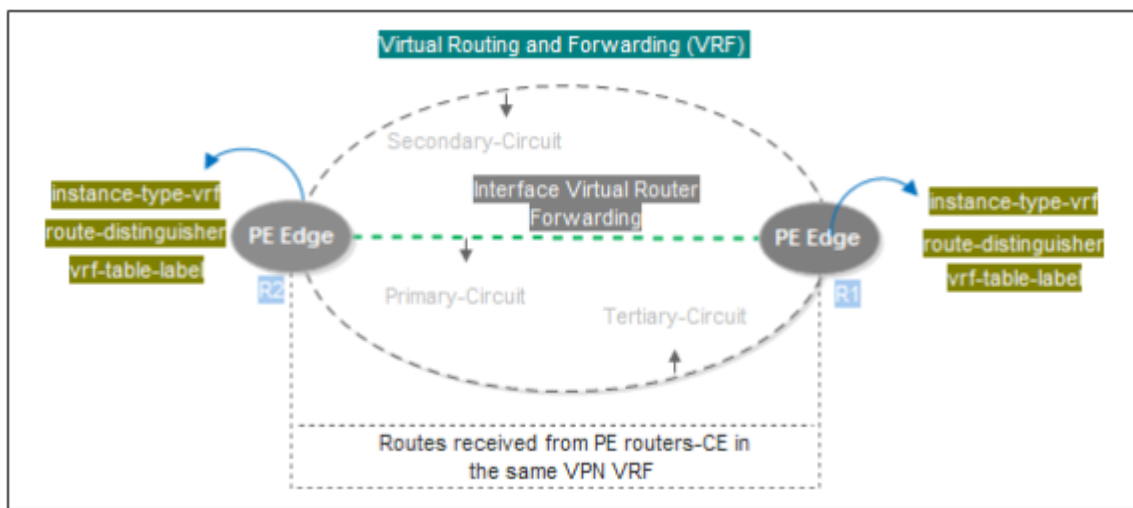 Virtual Routing and Forwarding (VRF)
Secondary-Circuit
instance-type-vrf
route-distinguisher
vrf-table-label
PE Edge
R2
Interface Virtual Router
Forwarding
Primary-Circuit
Tertiary-Circuit
PE Edge
R1
instance-type-vrf
route-distinguisher
vrf-table-label
Routes received from PE routers-CE in
the same VPN VRF